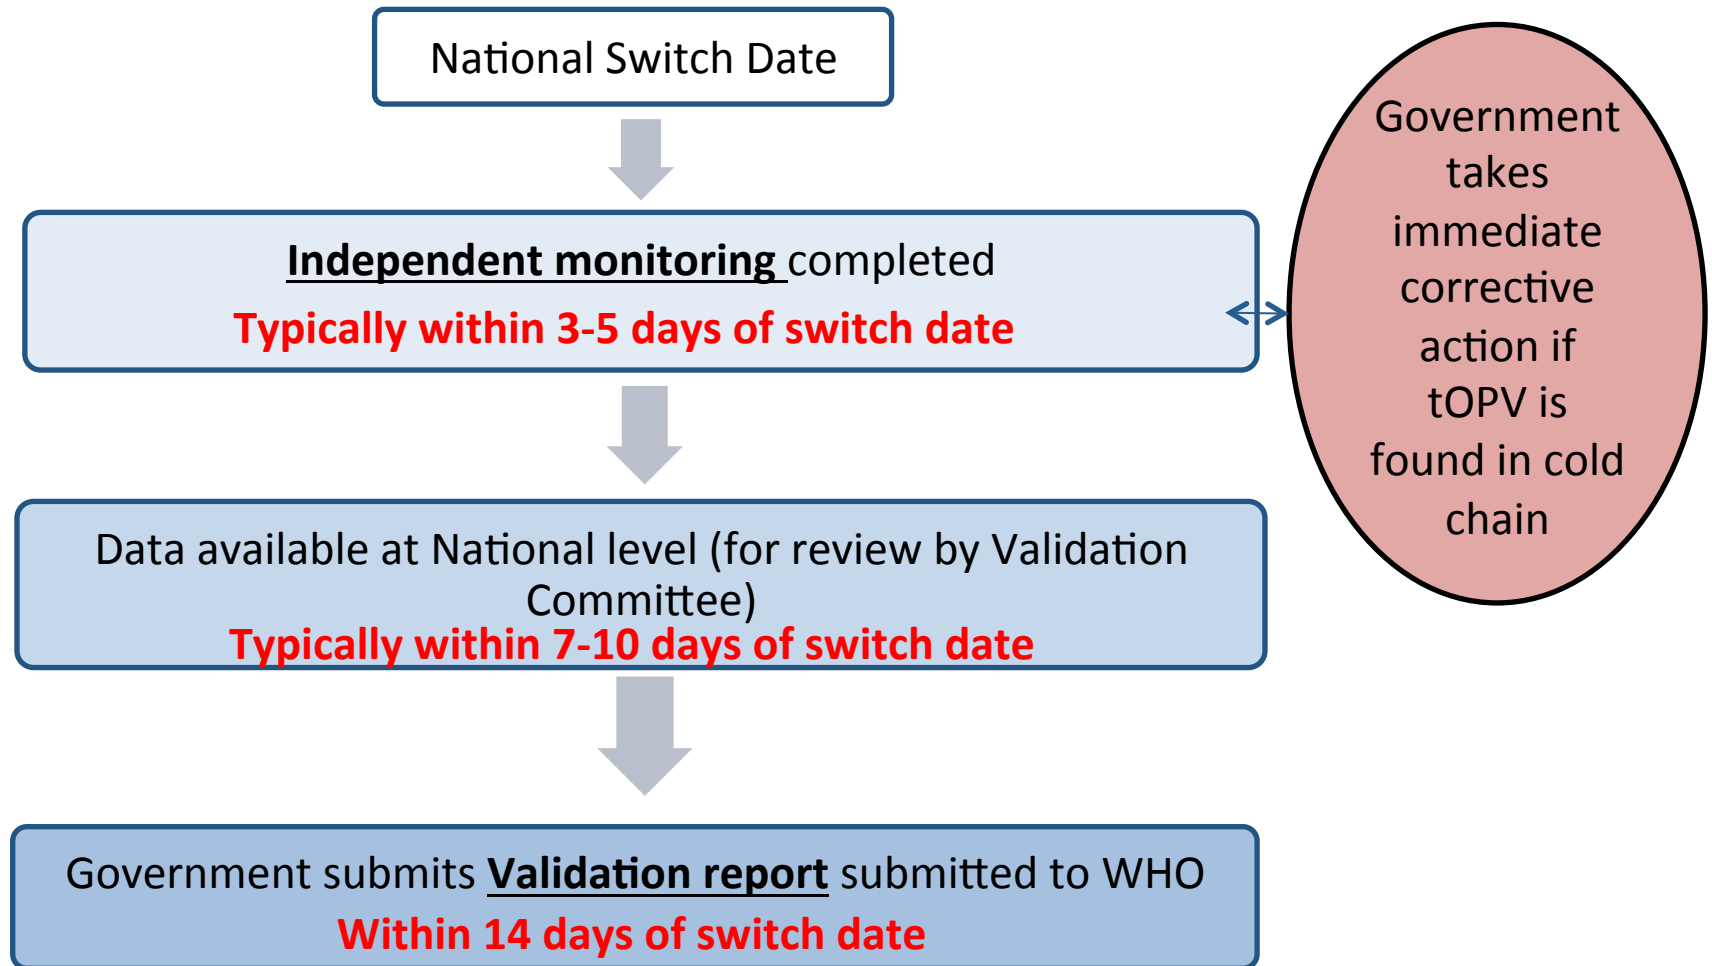 National Switch Date
Independent monitoring completed
Typically within 3-5 days of switch date
Data available at National level (for review by Validation
Committee)
Typically within 7-10 days of switch date
Government submits Validation report submitted to WHO
Within 14 days of switch date
Government
takes
immediate
corrective
action if
tOPV is
found in cold
chain